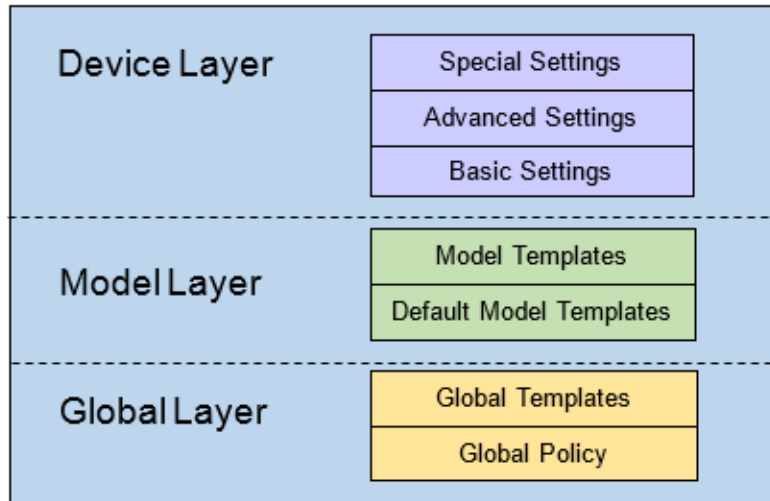 Device Layer
Special Settings
Advanced Settings
Basic Settings
Model Layer
Model Templates
Default Model Templates
Global Layer
Global Templates
Global Policy